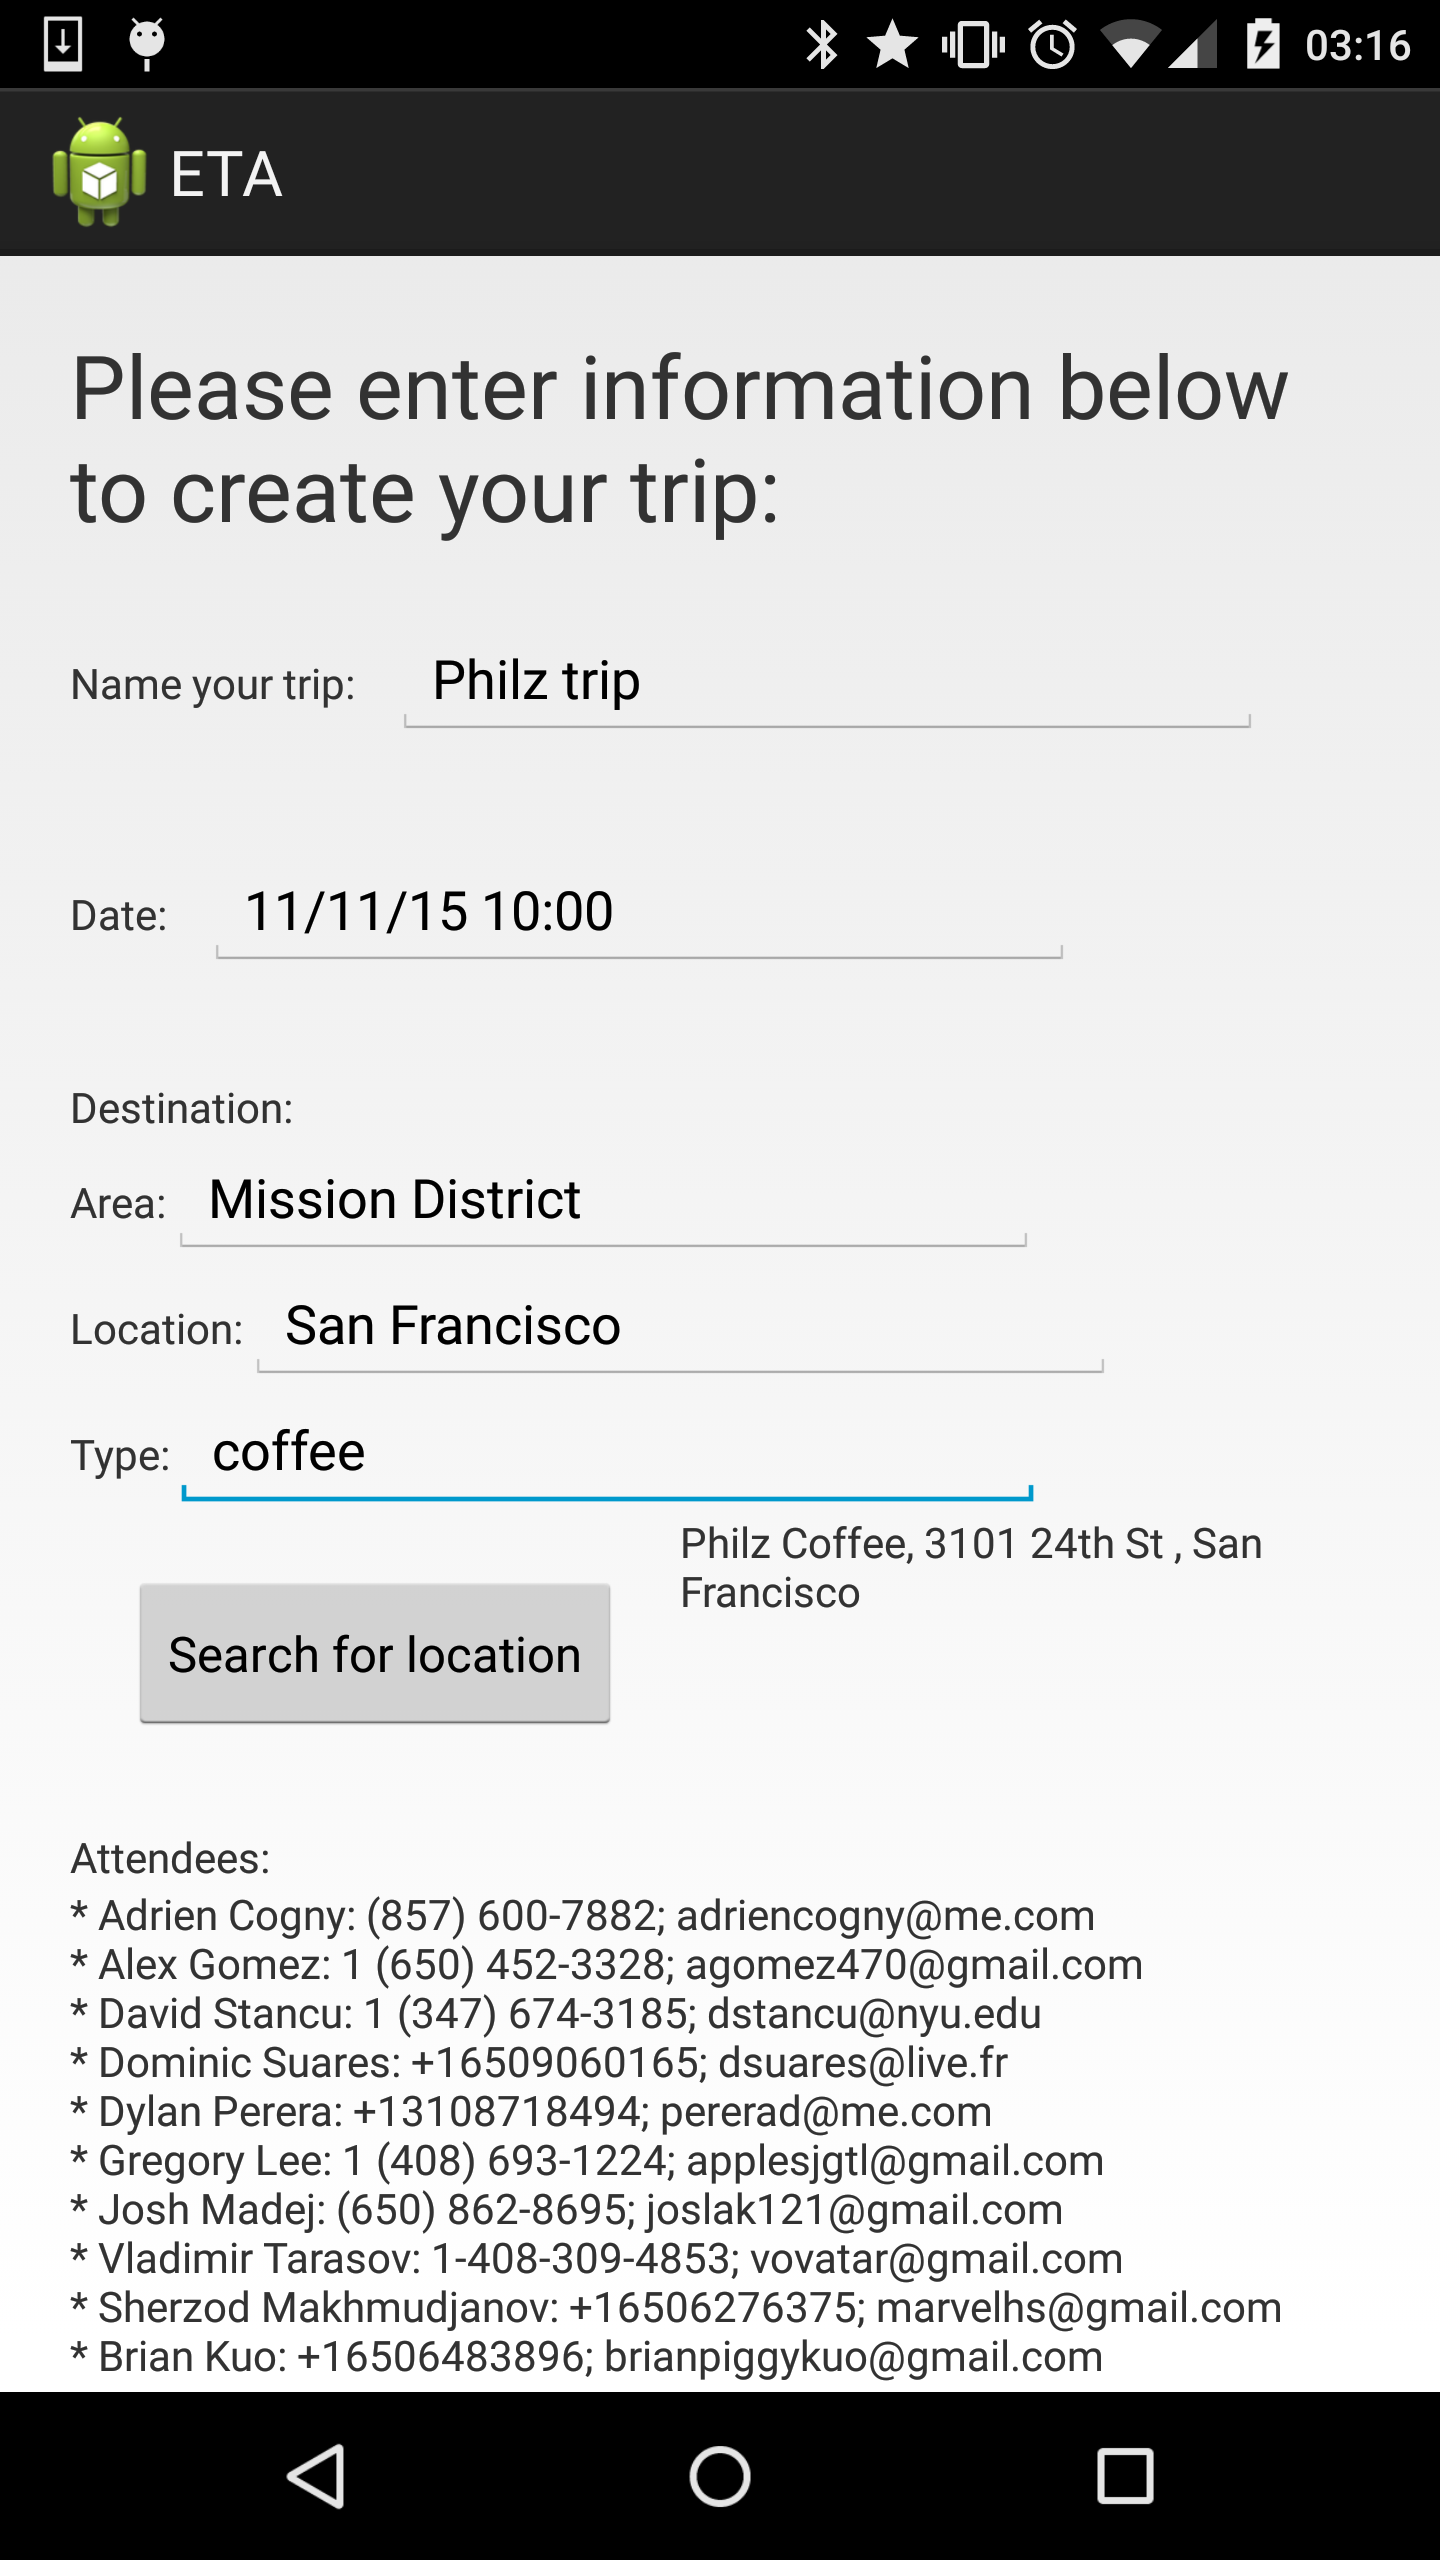 03:16
ETA
Please enter information below
to create your trip:
Name your trip: Philz trip
Date: 11/11/15 10:00
Destination:
Area: Mission District
Location: San Francisco
Type: coffee
Philz Coffee, 3101 24th St , San
Francisco
Search for location
Attendees:
* Adrien Cogny: (857) 600-7882; adriencogny@me.com
* Alex Gomez: 1 (650) 452-3328; agomez470@gmail.com
* David Stancu: 1 (347) 674-3185; dstancu@nyu.edu
* Dominic Suares: +16509060165; dsuares@live.fr
* Dylan Perera: +13108718494; pererad@me.com
* Gregory Lee: 1 (408) 693-1224; applesjgtl@gmail.com
* Josh Madej: (650) 862-8695; joslak121@gmail.com
* Vladimir Tarasov: 1-408-309-4853; vovatar@gmail.com
* Sherzod Makhmudjanov: +16506276375; marvelhs@gmail.com
* Brian Kuo: +16506483896; brianpiggykuo@gmail.com